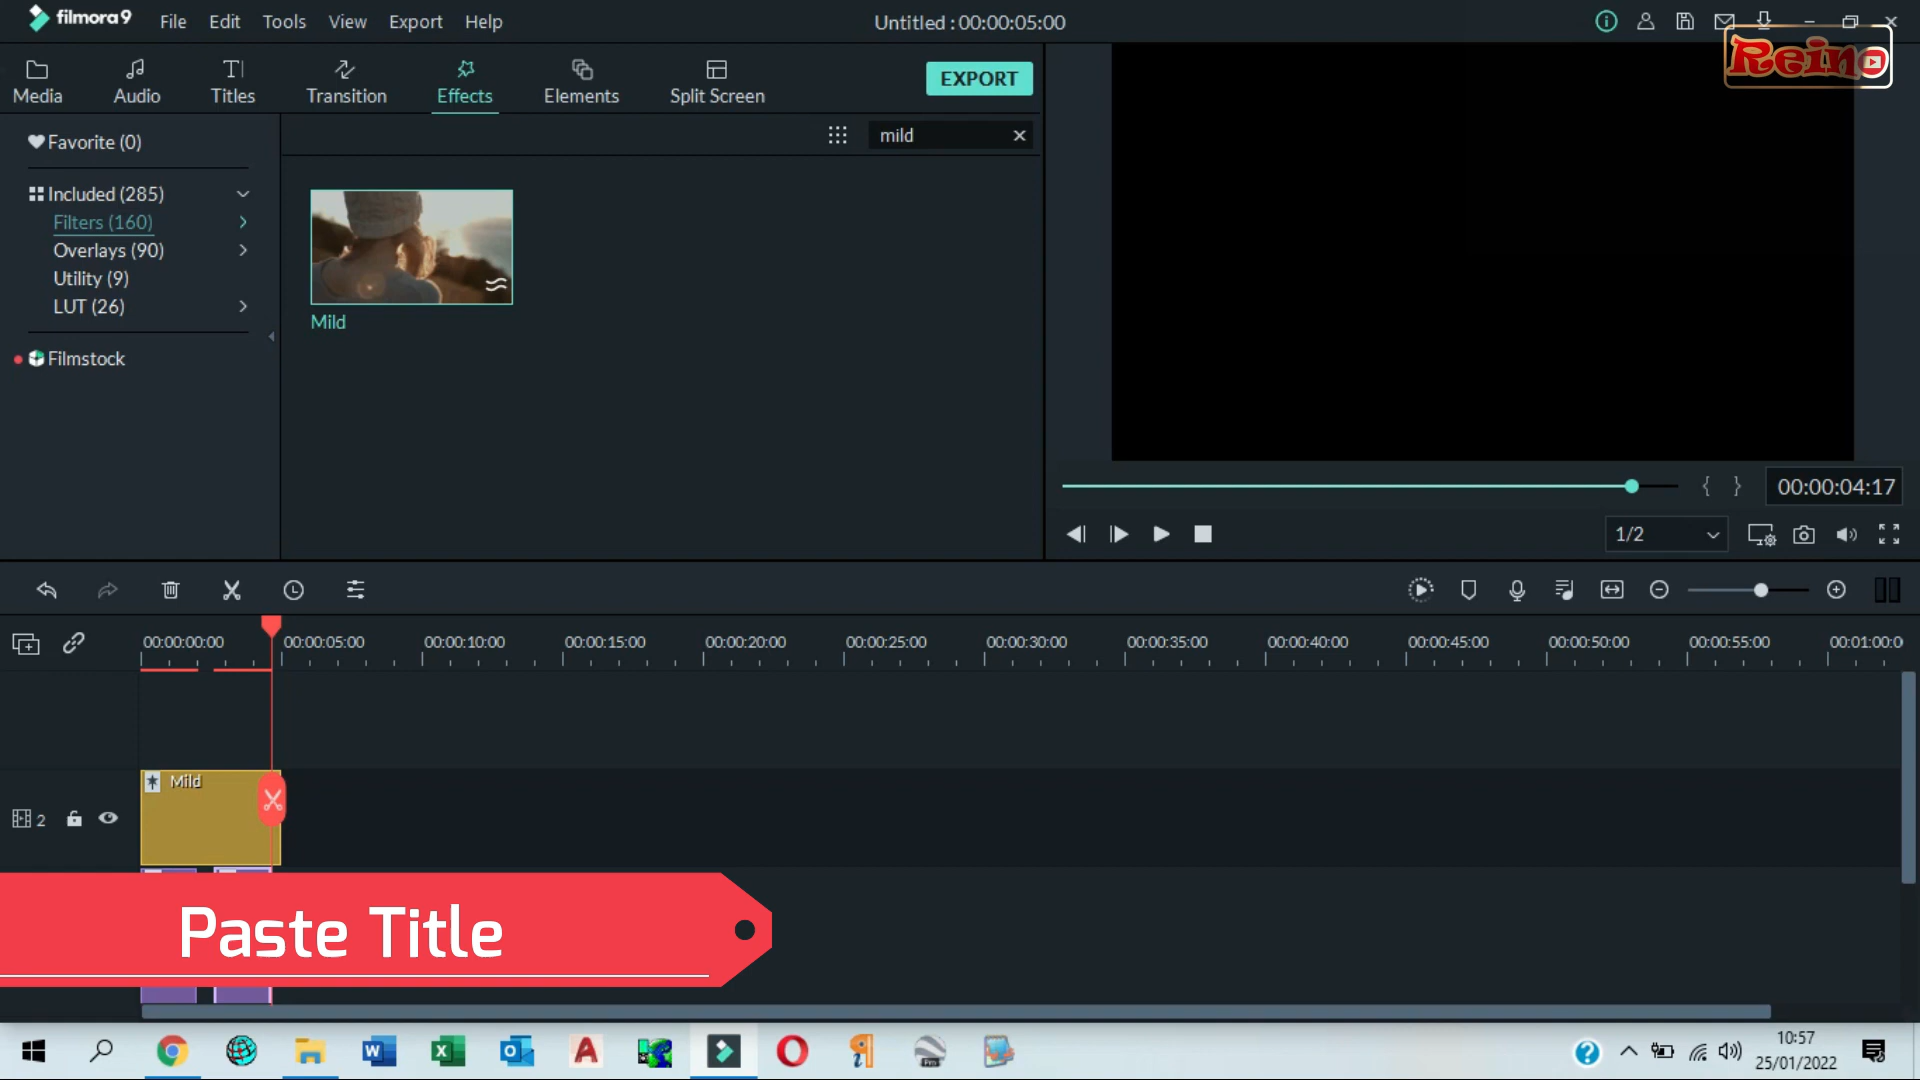 filmora9 File Edit Tools View Export Help Untitled : 00:00:05:00
Reino
Media Audio Titles Transition Effects Elements Split Screen EXPORT
Favorite (0)
mild
Included (285)
Filters (160)
Overlays (90)
Utility (9)
LUT (26)
Filmstock
Mild
00:00:04:17
1/2
00:00:00:00 00:00:05:00 00:00:10:00 00:00:15:00 00:00:20:00 00:00:25:00 00:00:30:00 00:00:35:00 00:00:40:00 00:00:45:00 00:00:50:00 00:00:55:00 00:01:00:0
Mild
2
Paste Title
10:57
25/01/2022